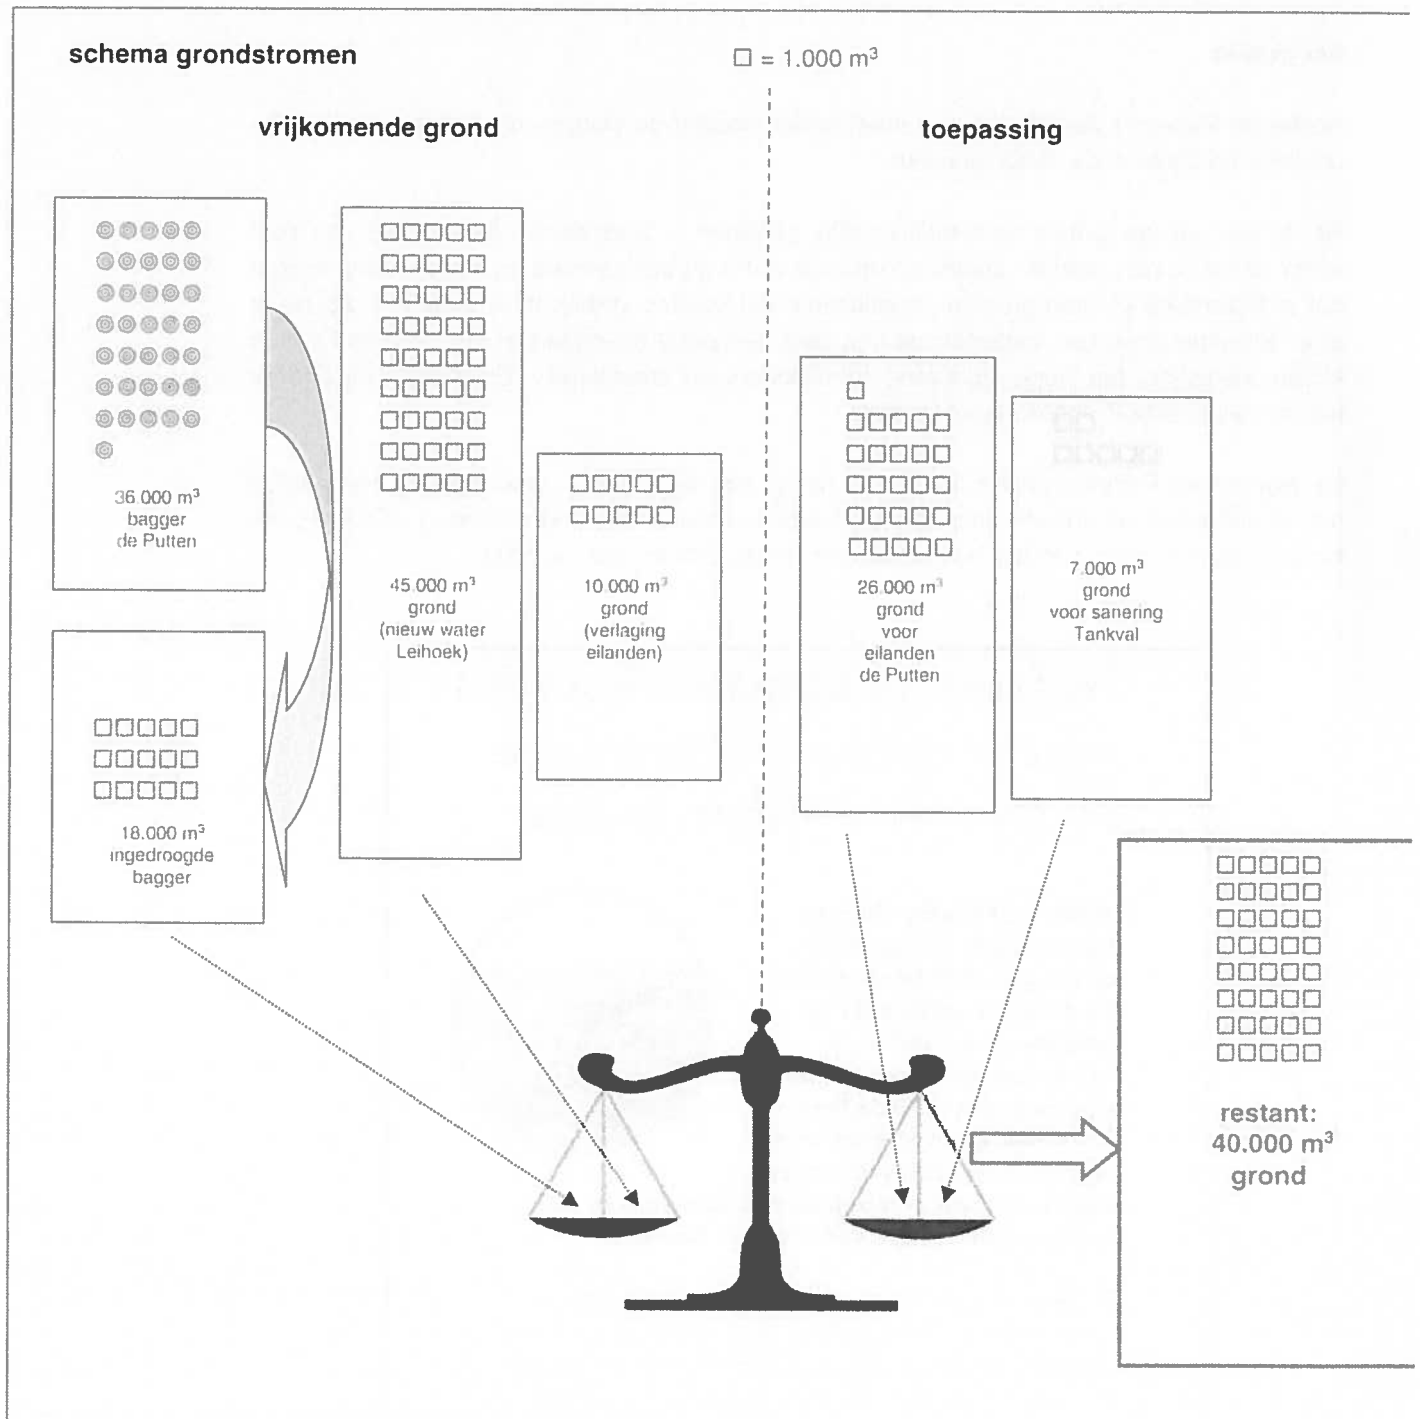 schema grondstromen
□ = 1.000 m³
vrijkomende grond
toepassing
36.000 m³
bagger
de Putten
18.000 m³
ingedroogde
bagger
45.000 m³
grond
(nieuw water
Leihoek)
10.000 m³
grond
(verlaging
eilanden)
26.000 m³
grond
voor
eilanden
de Putten
7.000 m³
grond
voor sanering
Tankval
restant:
40.000 m³
grond